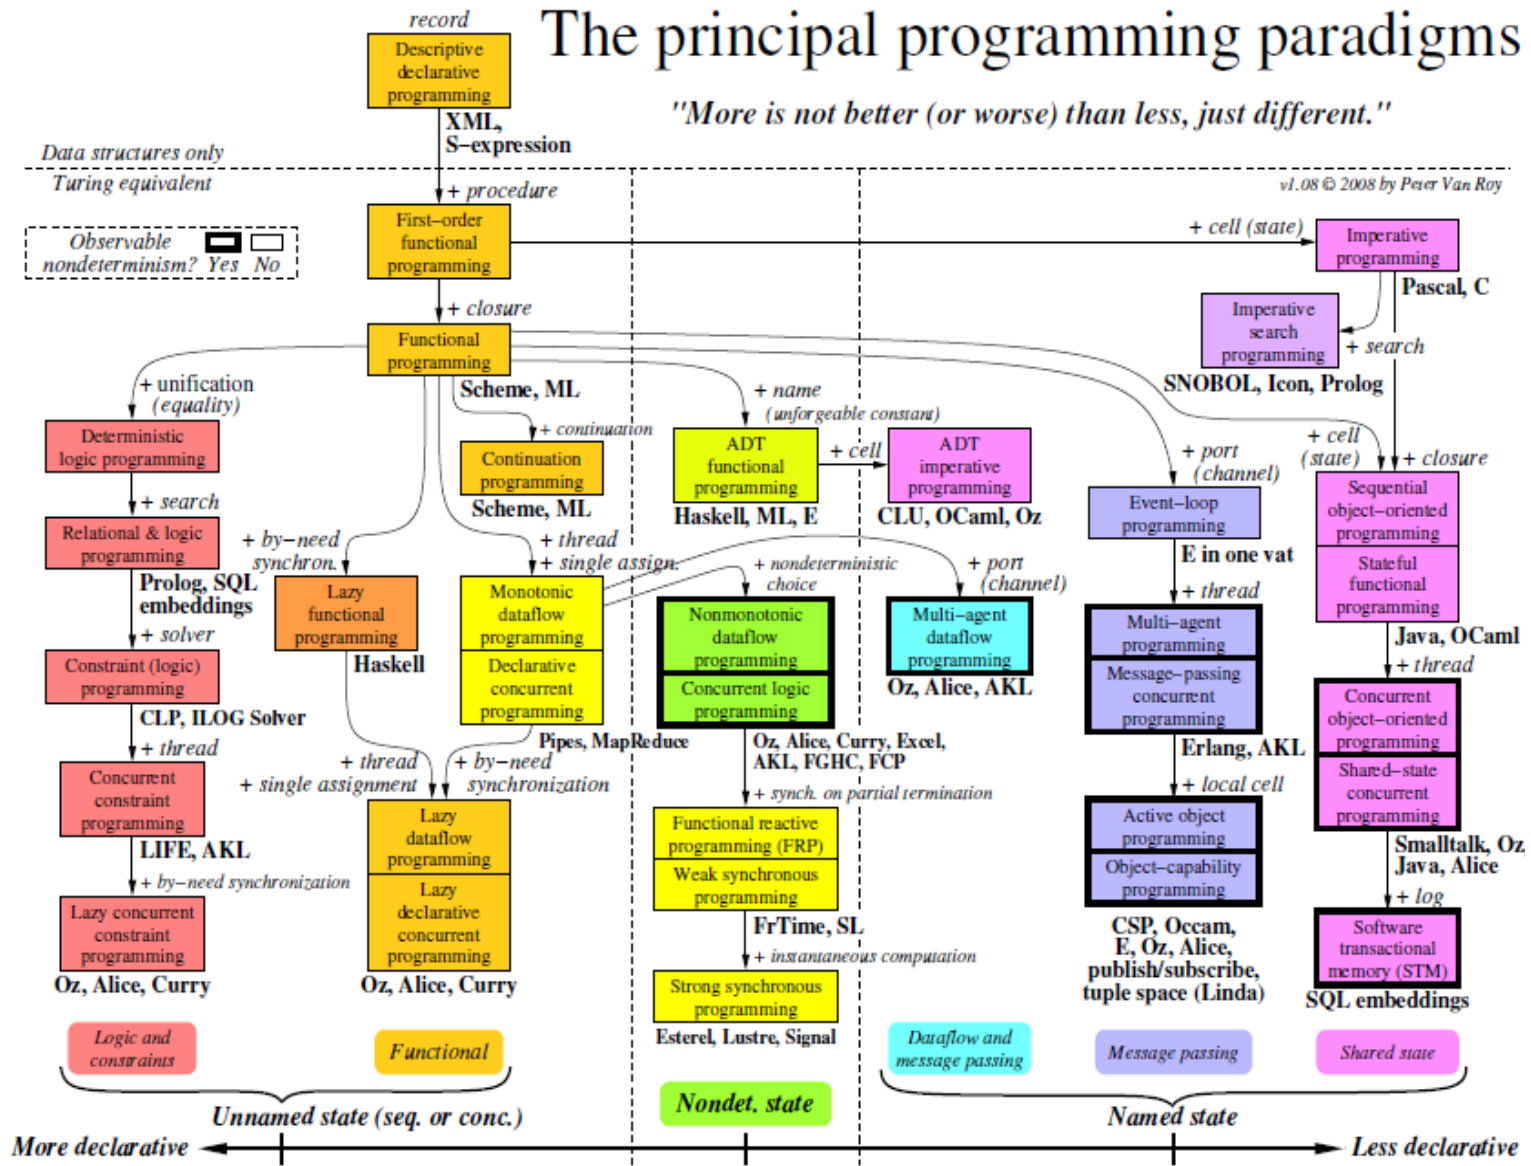 The principal programming paradigms
"More is not better (or worse) than less, just different."
record
Descriptive
declarative
programming
XML,
S−expression
Data structures only
Turing equivalent
v1.08 © 2008 by Peter Van Roy
Observable
nondeterminism? Yes No
+ procedure
First−order
functional
programming
+ cell (state)
Imperative
programming
Pascal, C
Imperative
search
programming
+ search
SNOBOL, Icon, Prolog
+ closure
Functional
programming
Scheme, ML
+ unification
(equality)
Deterministic
logic programming
+ search
Relational & logic
programming
Prolog, SQL
embeddings
+ solver
Constraint (logic)
programming
CLP, ILOG Solver
+ thread
Concurrent
constraint
programming
LIFE, AKL
+ by−need synchronization
Lazy concurrent
constraint
programming
Oz, Alice, Curry
+ continuation
Continuation
programming
Scheme, ML
+ by−need
synchron.
Lazy
functional
programming
Haskell
+ thread
+ single assign.
Monotonic
dataflow
programming
Declarative
concurrent
programming
Pipes, MapReduce
+ thread
+ single assignment
+ by−need
synchronization
Lazy
dataflow
programming
Lazy
declarative
concurrent
programming
Oz, Alice, Curry
+ name
(unforgeable constant)
ADT
functional
programming
Haskell, ML, E
+ cell
ADT
imperative
programming
CLU, OCaml, Oz
+ nondeterministic
choice
Nonmonotonic
dataflow
programming
Concurrent logic
programming
Oz, Alice, Curry, Excel,
AKL, FGHC, FCP
+ synch. on partial termination
Functional reactive
programming (FRP)
Weak synchronous
programming
FrTime, SL
+ instantaneous computation
Strong synchronous
programming
Esterel, Lustre, Signal
+ port
(channel)
Multi−agent
dataflow
programming
Oz, Alice, AKL
+ port
(channel)
Event−loop
programming
E in one vat
+ thread
Multi−agent
programming
Message−passing
concurrent
programming
Erlang, AKL
+ local cell
Active object
programming
Object−capability
programming
CSP, Occam,
E, Oz, Alice,
publish/subscribe,
tuple space (Linda)
+ cell
(state)
+ closure
Sequential
object−oriented
programming
Stateful
functional
programming
Java, OCaml
+ thread
Concurrent
object−oriented
programming
Shared−state
concurrent
programming
Smalltalk, Oz,
Java, Alice
+ log
Software
transactional
memory (STM)
SQL embeddings
Logic and
constraints
Functional
Dataflow and
message passing
Message passing
Shared state
Unnamed state (seq. or conc.)
Nondet. state
Named state
More declarative
Less declarative